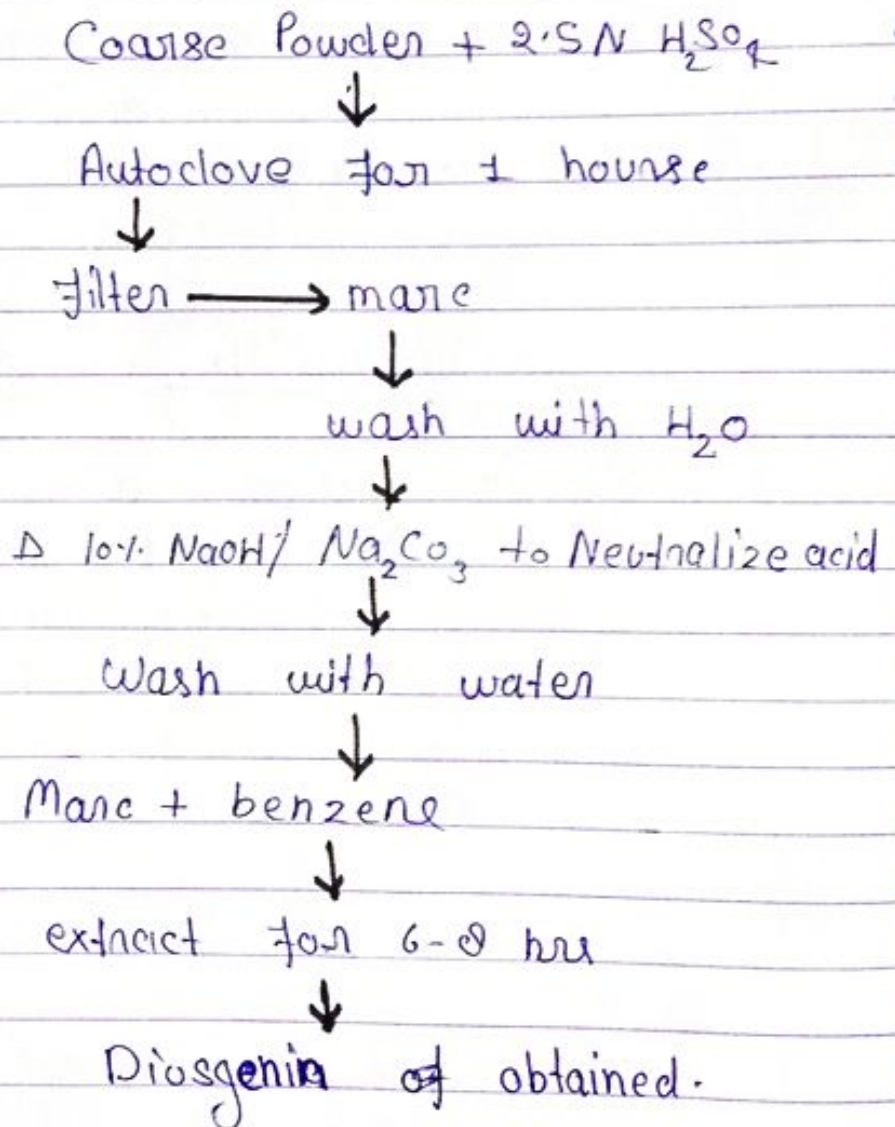 Coarse Powder + 2.5N H₂SO₄
↓
Autoclove for 1 hourse
↓
Filter → marc
↓
wash with H₂O
↓
Δ 10% NaOH/ Na₂Co₃ to Neutralize acid
↓
Wash with water
↓
Marc + benzene
↓
extract for 6-8 hrs
↓
Diosgenin of obtained.